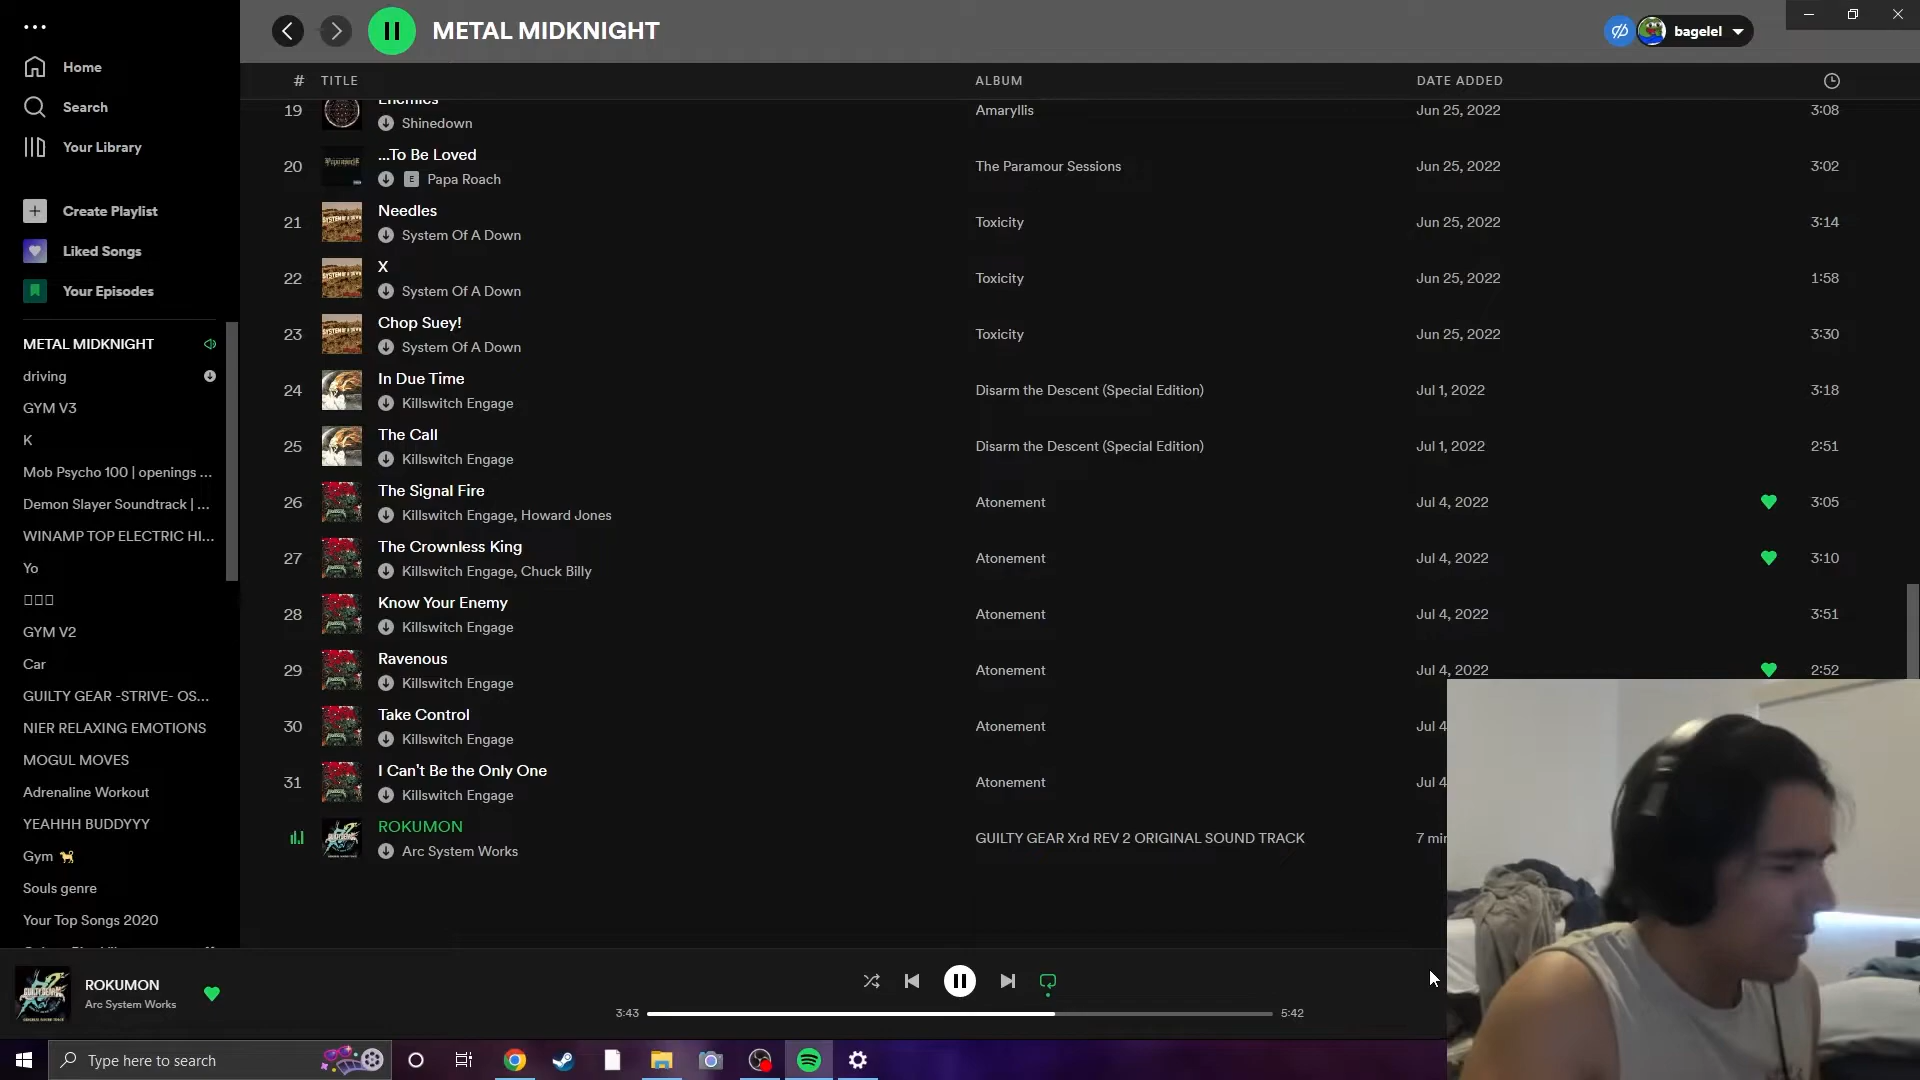 METAL MIDKNIGHT
bagelel
Home
Search
Your Library
Create Playlist
Liked Songs
Your Episodes
METAL MIDKNIGHT
driving
GYM V3
K
Mob Psycho 100 | openings ...
Demon Slayer Soundtrack | ...
WINAMP TOP ELECTRIC HI...
Yo
GYM V2
Car
GUILTY GEAR -STRIVE- OS...
NIER RELAXING EMOTIONS
MOGUL MOVES
Adrenaline Workout
YEAHHH BUDDYYY
Gym 🐕
Souls genre
Your Top Songs 2020
# TITLE ALBUM DATE ADDED
19 Enemies Amaryllis Jun 25, 2022 3:08
Shinedown
20 ...To Be Loved The Paramour Sessions Jun 25, 2022 3:02
E Papa Roach
21 Needles Toxicity Jun 25, 2022 3:14
System Of A Down
22 X Toxicity Jun 25, 2022 1:58
System Of A Down
23 Chop Suey! Toxicity Jun 25, 2022 3:30
System Of A Down
24 In Due Time Disarm the Descent (Special Edition) Jul 1, 2022 3:18
Killswitch Engage
25 The Call Disarm the Descent (Special Edition) Jul 1, 2022 2:51
Killswitch Engage
26 The Signal Fire Atonement Jul 4, 2022 3:05
Killswitch Engage, Howard Jones
27 The Crownless King Atonement Jul 4, 2022 3:10
Killswitch Engage, Chuck Billy
28 Know Your Enemy Atonement Jul 4, 2022 3:51
Killswitch Engage
29 Ravenous Atonement Jul 4, 2022 2:52
Killswitch Engage
30 Take Control Atonement Jul 4
Killswitch Engage
31 I Can't Be the Only One Atonement Jul 4
Killswitch Engage
ROKUMON GUILTY GEAR Xrd REV 2 ORIGINAL SOUND TRACK 7 min
Arc System Works
ROKUMON
Arc System Works
3:43 5:42
Type here to search